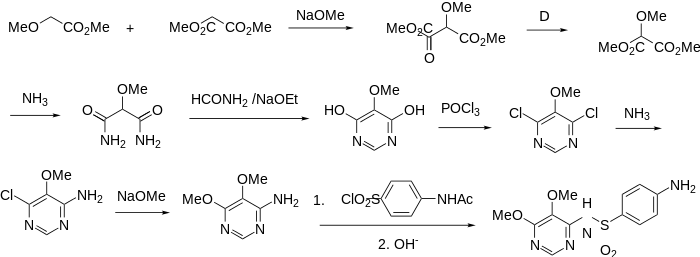 MeO CO₂Me + MeO₂C CO₂Me NaOMe MeO₂C OMe CO₂Me O D OMe MeO₂C CO₂Me
NH₃ OMe O O NH₂ NH₂ HCONH₂ /NaOEt OMe HO OH N N POCl₃ OMe Cl Cl N N NH₃
OMe Cl NH₂ N N NaOMe OMe MeO NH₂ N N 1. ClO₂S NHAc
2. OH⁻
OMe MeO H N S O₂ NH₂ N N